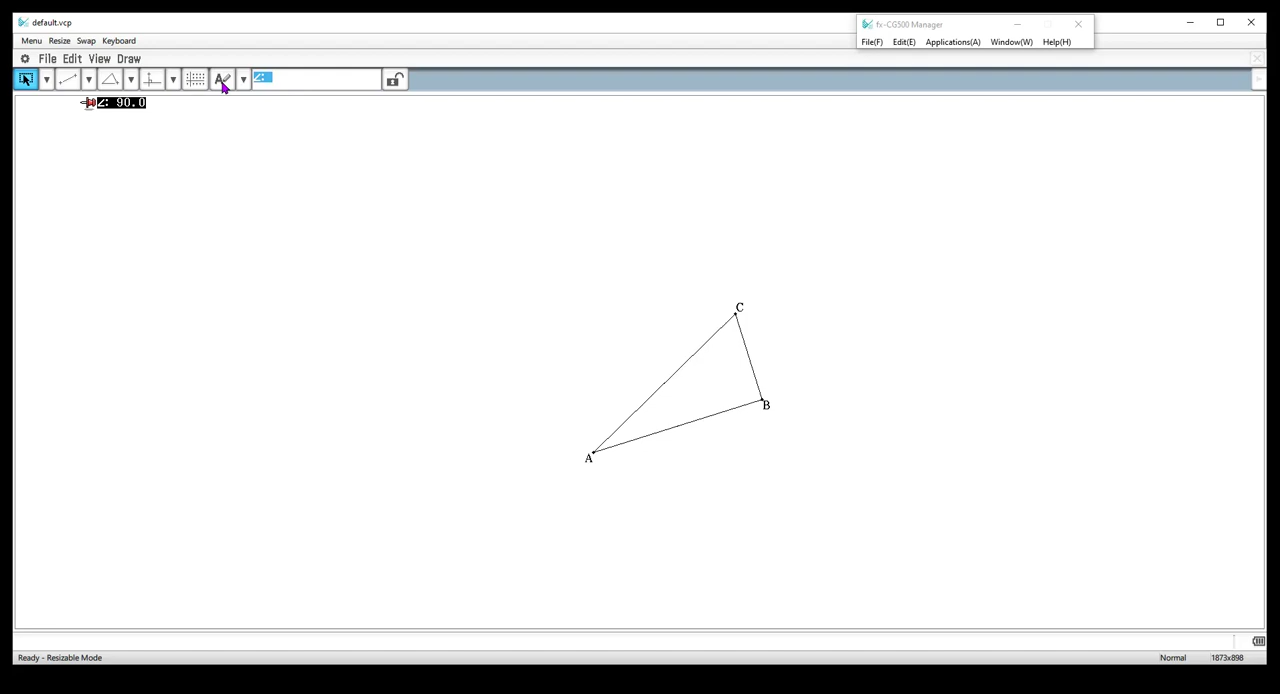 default.vcp
fx-CG500 Manager
Menu Resize Swap Keyboard
File(F) Edit(E) Applications(A) Window(W) Help(H)
File Edit View Draw
∠:
∠: 90.0
C
B
A
Ready - Resizable Mode
Normal 1873x898